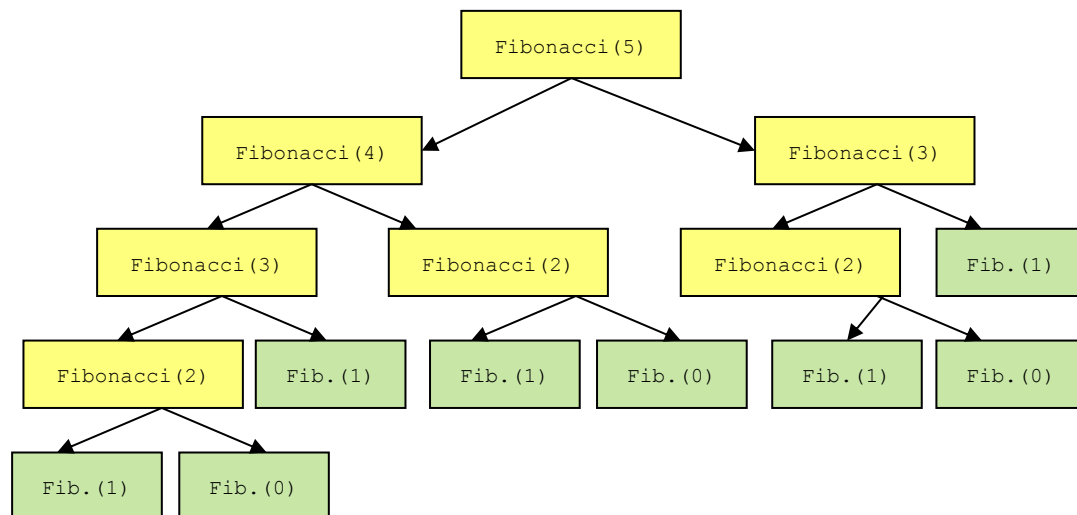 Fibonacci(5)
Fibonacci(4)
Fibonacci(3)
Fibonacci(3)
Fibonacci(2)
Fibonacci(2)
Fib.(1)
Fibonacci(2)
Fib.(1)
Fib.(1)
Fib.(0)
Fib.(1)
Fib.(0)
Fib.(1)
Fib.(0)